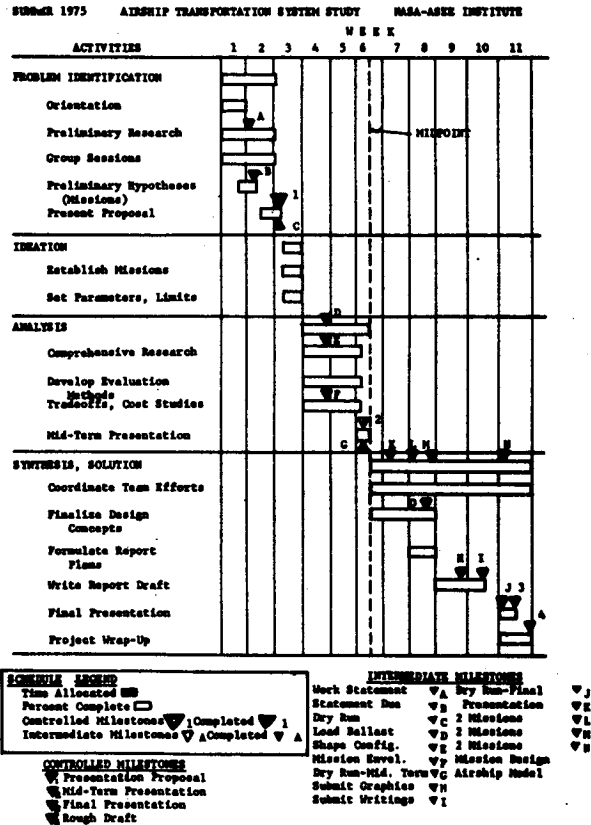 SUMMER 1975 AIRSHIP TRANSPORTATION SYSTEM STUDY NASA-ASEE INSTITUTE
WEEK
ACTIVITIES 1 2 3 4 5 6 7 8 9 10 11
PROBLEM IDENTIFICATION
Orientation
A
Preliminary Research
MIDPOINT
Group Sessions
B
Preliminary Hypotheses
(Missions)
1
Present Proposal
C
IDEATION
Establish Missions
Set Parameters, Limits
D
ANALYSIS
E
Comprehensive Research
Develop Evaluation
Methods
F
Tradeoffs, Cost Studies
2
Mid-Term Presentation
G K L M N
SYNTHESIS, SOLUTION
Coordinate Team Efforts
Finalize Design
Concepts
Formulate Report
Plans
H I
Write Report Draft
J 3
Final Presentation
4
Project Wrap-Up
SCHEDULE LEGEND
Time Allocated
Percent Complete
Controlled Milestones 1 Completed 1
Intermediate Milestones A Completed A
CONTROLLED MILESTONES
Presentation Proposal
Mid-Term Presentation
Final Presentation
Rough Draft
INTERMEDIATE MILESTONES
Work Statement A Dry Run-Final J
Statement Due B Presentation K
Dry Run C 2 Missions L
Load Ballast D 2 Missions M
Shape Config. E 2 Missions N
Mission Envel. F Mission Design
Dry Run-Mid. Term G Airship Model
Submit Graphics H
Submit Writings I